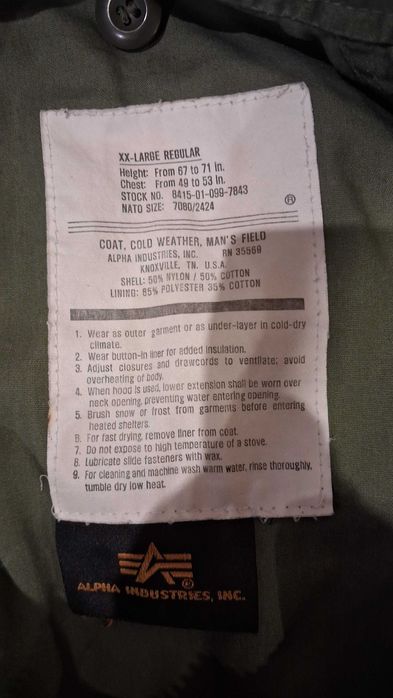 XX-LARGE REGULAR
Height: From 67 to 71 in.
Chest: From 49 to 53 in.
STOCK NO. 8415-01-099-7843
NATO SIZE: 7080/2424
®
COAT, COLD WEATHER, MAN'S FIELD
ALPHA INDUSTRIES, INC. RN 35569
KNOXVILLE, TN. U.S.A.
SHELL: 50% NYLON / 50% COTTON
LINING: 65% POLYESTER 35% COTTON
1. Wear as outer garment or as under-layer in cold-dry
climate.
2. Wear button-in liner for added insulation.
3. Adjust closures and drawcords to ventilate; avoid
overheating of body.
4. When hood is used, lower extension shall be worn over
neck opening, preventing water entering opening.
5. Brush snow or frost from garments before entering
heated shelters.
6. For fast drying, remove liner from coat.
7. Do not expose to high temperature of a stove.
8. Lubricate slide fasteners with wax.
9. For cleaning and machine wash warm water, rinse thoroughly,
tumble dry low heat.
®
ALPHA INDUSTRIES, INC.